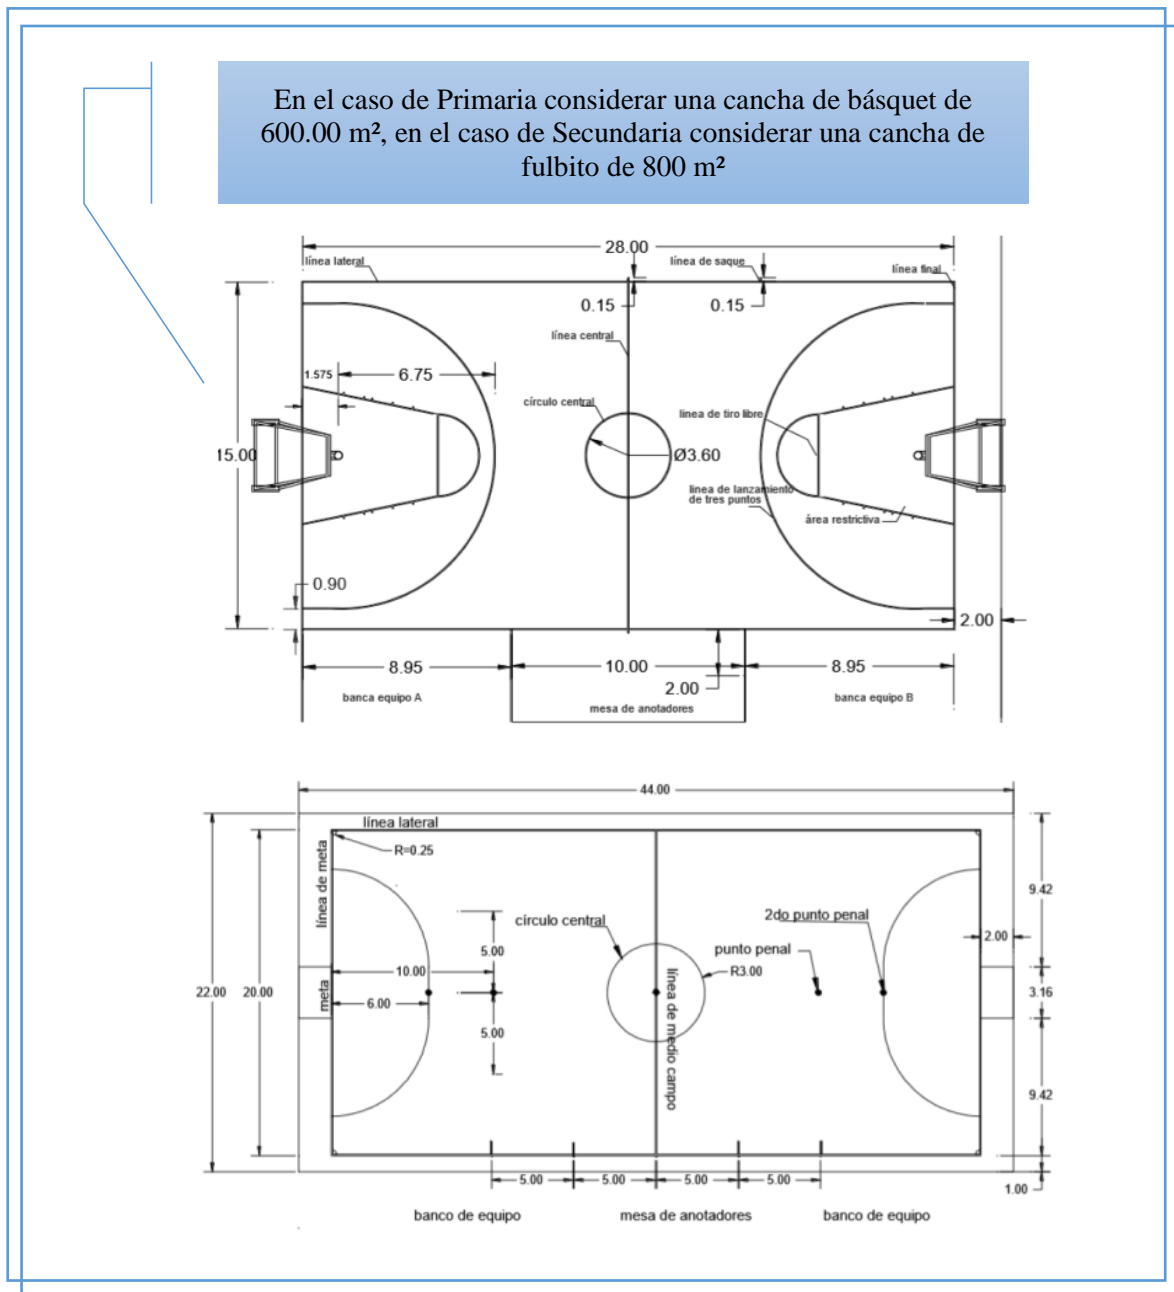 En el caso de Primaria considerar una cancha de básquet de
600.00 m², en el caso de Secundaria considerar una cancha de
fulbito de 800 m²
28.00
línea lateral
línea de saque
línea final
0.15
0.15
línea central
1.575
6.75
círculo central
linea de tiro libre
15.00
Ø3.60
linea de lanzamiento
de tres puntos
área restrictiva
0.90
2.00
8.95
10.00
8.95
2.00
banca equipo A
mesa de anotadores
banca equipo B
44.00
línea lateral
R=0.25
línea de meta
9.42
círculo central
2do punto penal
5.00
punto penal
2.00
10.00
R3.00
22.00
20.00
meta
6.00
línea de medio campo
3.16
5.00
9.42
5.00
5.00
5.00
5.00
1.00
banco de equipo
mesa de anotadores
banco de equipo